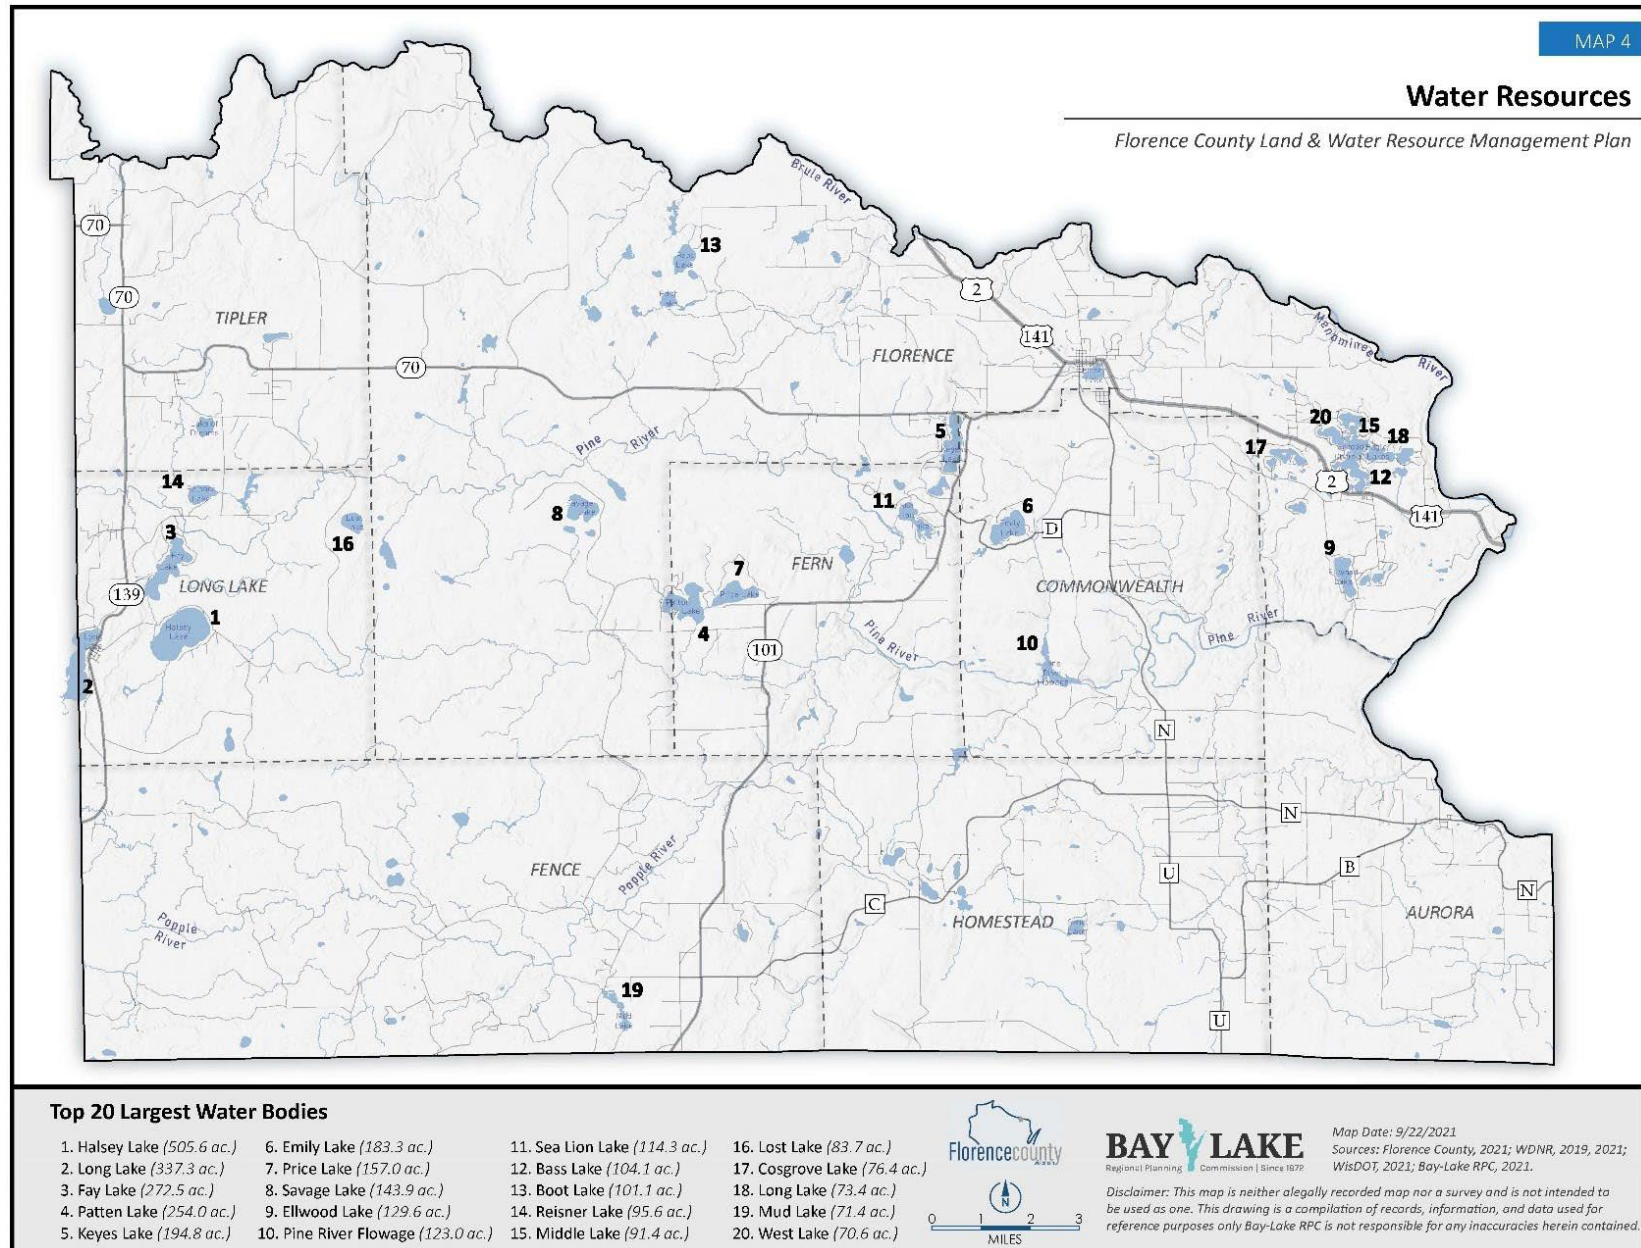 MAP 4
Water Resources
Florence County Land & Water Resource Management Plan
Brule River
70
13
70
2
TIPLER
141
Menominee
River
FLORENCE
70
20
15
5
18
17
Pine River
14
12
2
11
6
8
16
3
D
141
9
7
FERN
LONG LAKE
COMMONWEALTH
139
1
Halsey
Lake
4
Pine River
10
Pine River
101
2
N
N
Popple River
FENCE
U
B
N
C
HOMESTEAD
AURORA
Popple
River
19
Mud
Lake
U
Top 20 Largest Water Bodies
1. Halsey Lake (505.6 ac.)
2. Long Lake (337.3 ac.)
3. Fay Lake (272.5 ac.)
4. Patten Lake (254.0 ac.)
5. Keyes Lake (194.8 ac.)
6. Emily Lake (183.3 ac.)
7. Price Lake (157.0 ac.)
8. Savage Lake (143.9 ac.)
9. Ellwood Lake (129.6 ac.)
10. Pine River Flowage (123.0 ac.)
11. Sea Lion Lake (114.3 ac.)
12. Bass Lake (104.1 ac.)
13. Boot Lake (101.1 ac.)
14. Reisner Lake (95.6 ac.)
15. Middle Lake (91.4 ac.)
16. Lost Lake (83.7 ac.)
17. Cosgrove Lake (76.4 ac.)
18. Long Lake (73.4 ac.)
19. Mud Lake (71.4 ac.)
20. West Lake (70.6 ac.)
Florencecounty
N
0 1 2 3
MILES
BAY LAKE
Regional Planning Commission | Since 1972
Map Date: 9/22/2021
Sources: Florence County, 2021; WDNR, 2019, 2021;
WisDOT, 2021; Bay-Lake RPC, 2021.
Disclaimer: This map is neither alegally recorded map nor a survey and is not intended to
be used as one. This drawing is a compilation of records, information, and data used for
reference purposes only Bay-Lake RPC is not responsible for any inaccuracies herein contained.